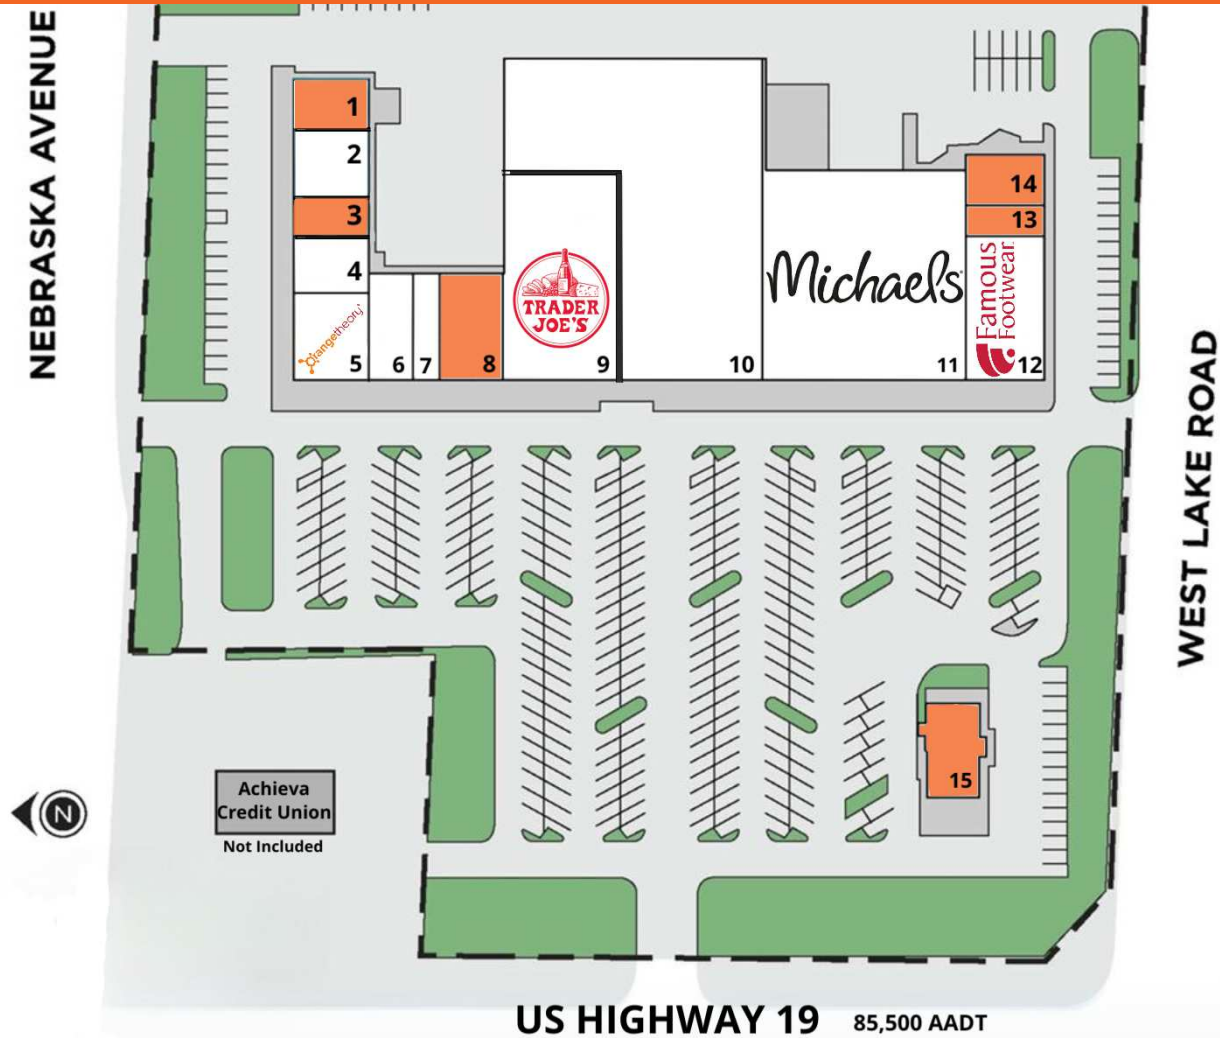 NEBRASKA AVENUE
1
2
3
4
5
orangetheory
6
7
8
TRADER
JOE'S
9
10
Michaels
11
14
13
Famous
Footwear
12
WEST LAKE ROAD
15
N
Achieva
Credit Union
Not Included
US HIGHWAY 19
85,500 AADT